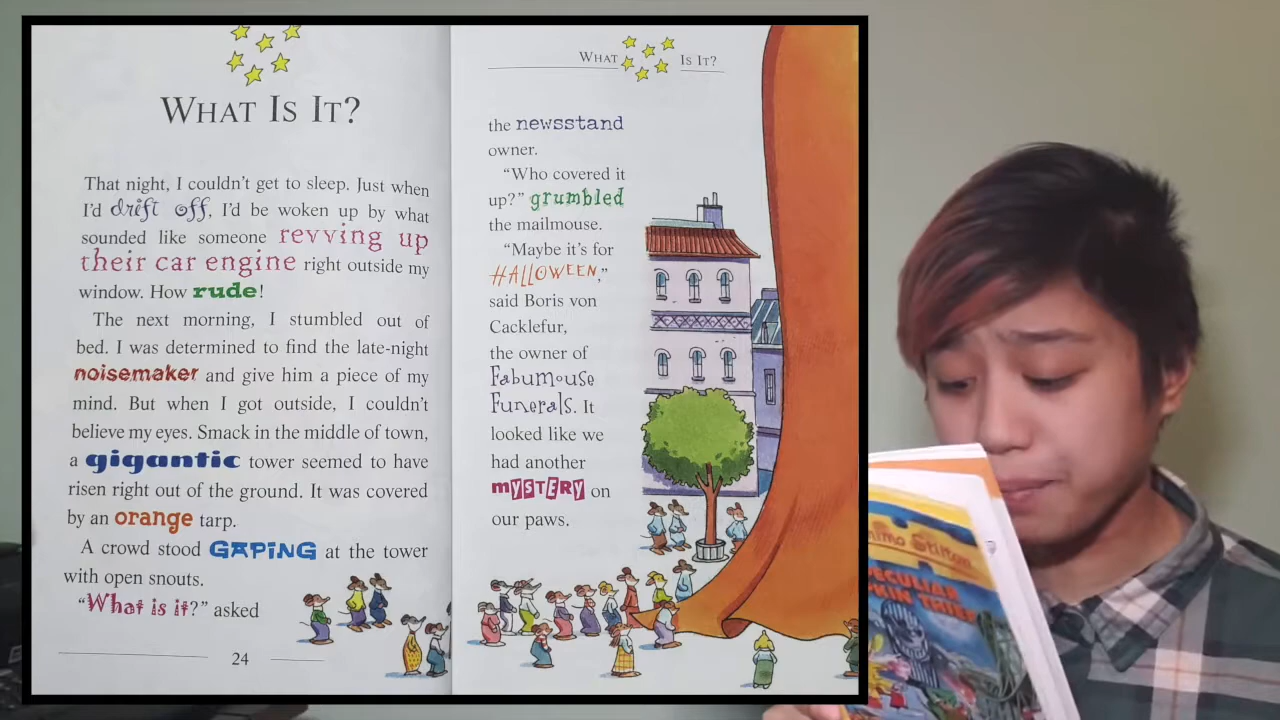 WHAT IS IT?
That night, I couldn't get to sleep. Just when
I'd drift off, I'd be woken up by what
sounded like someone revving up
their car engine right outside my
window. How rude!
The next morning, I stumbled out of
bed. I was determined to find the late-night
noisemaker and give him a piece of my
mind. But when I got outside, I couldn't
believe my eyes. Smack in the middle of town,
a gigantic tower seemed to have
risen right out of the ground. It was covered
by an orange tarp.
A crowd stood GAPING at the tower
with open snouts.
"What is it?" asked
24
WHAT IS IT?
the newsstand
owner.
"Who covered it
up?" grumbled
the mailmouse.
"Maybe it's for
HALLOWEEN,"
said Boris von
Cacklefur,
the owner of
Fabumouse
Funerals. It
looked like we
had another
mYSTERY on
our paws.
Stilton
PECULIAR
THIEF